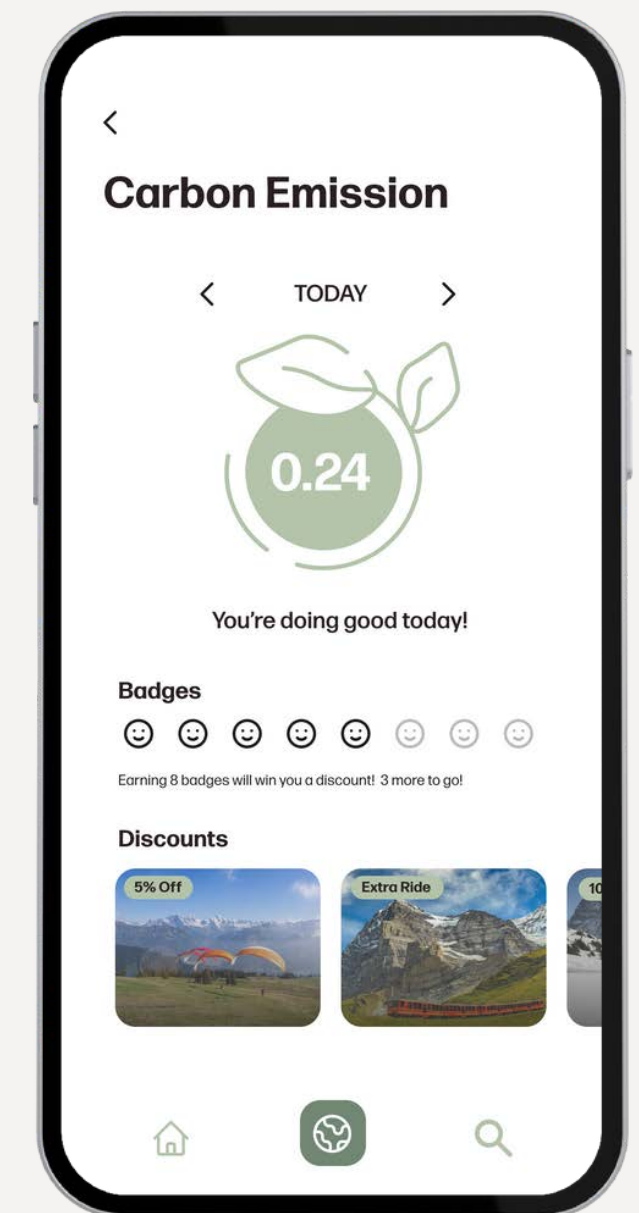 Carbon Emission
TODAY
0.24
You're doing good today!
Badges
Earning 8 badges will win you a discount! 3 more to go!
Discounts
5% Off
Extra Ride
10